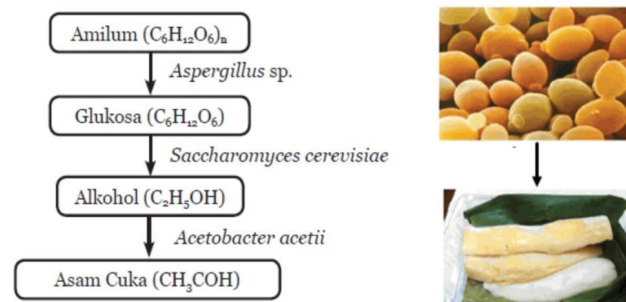 Amilum (C₆H₁₂O₆)ₙ
Aspergillus sp.
Glukosa (C₆H₁₂O₆)
Saccharomyces cerevisiae
Alkohol (C₂H₅OH)
Acetobacter acetii
Asam Cuka (CH₃COH)